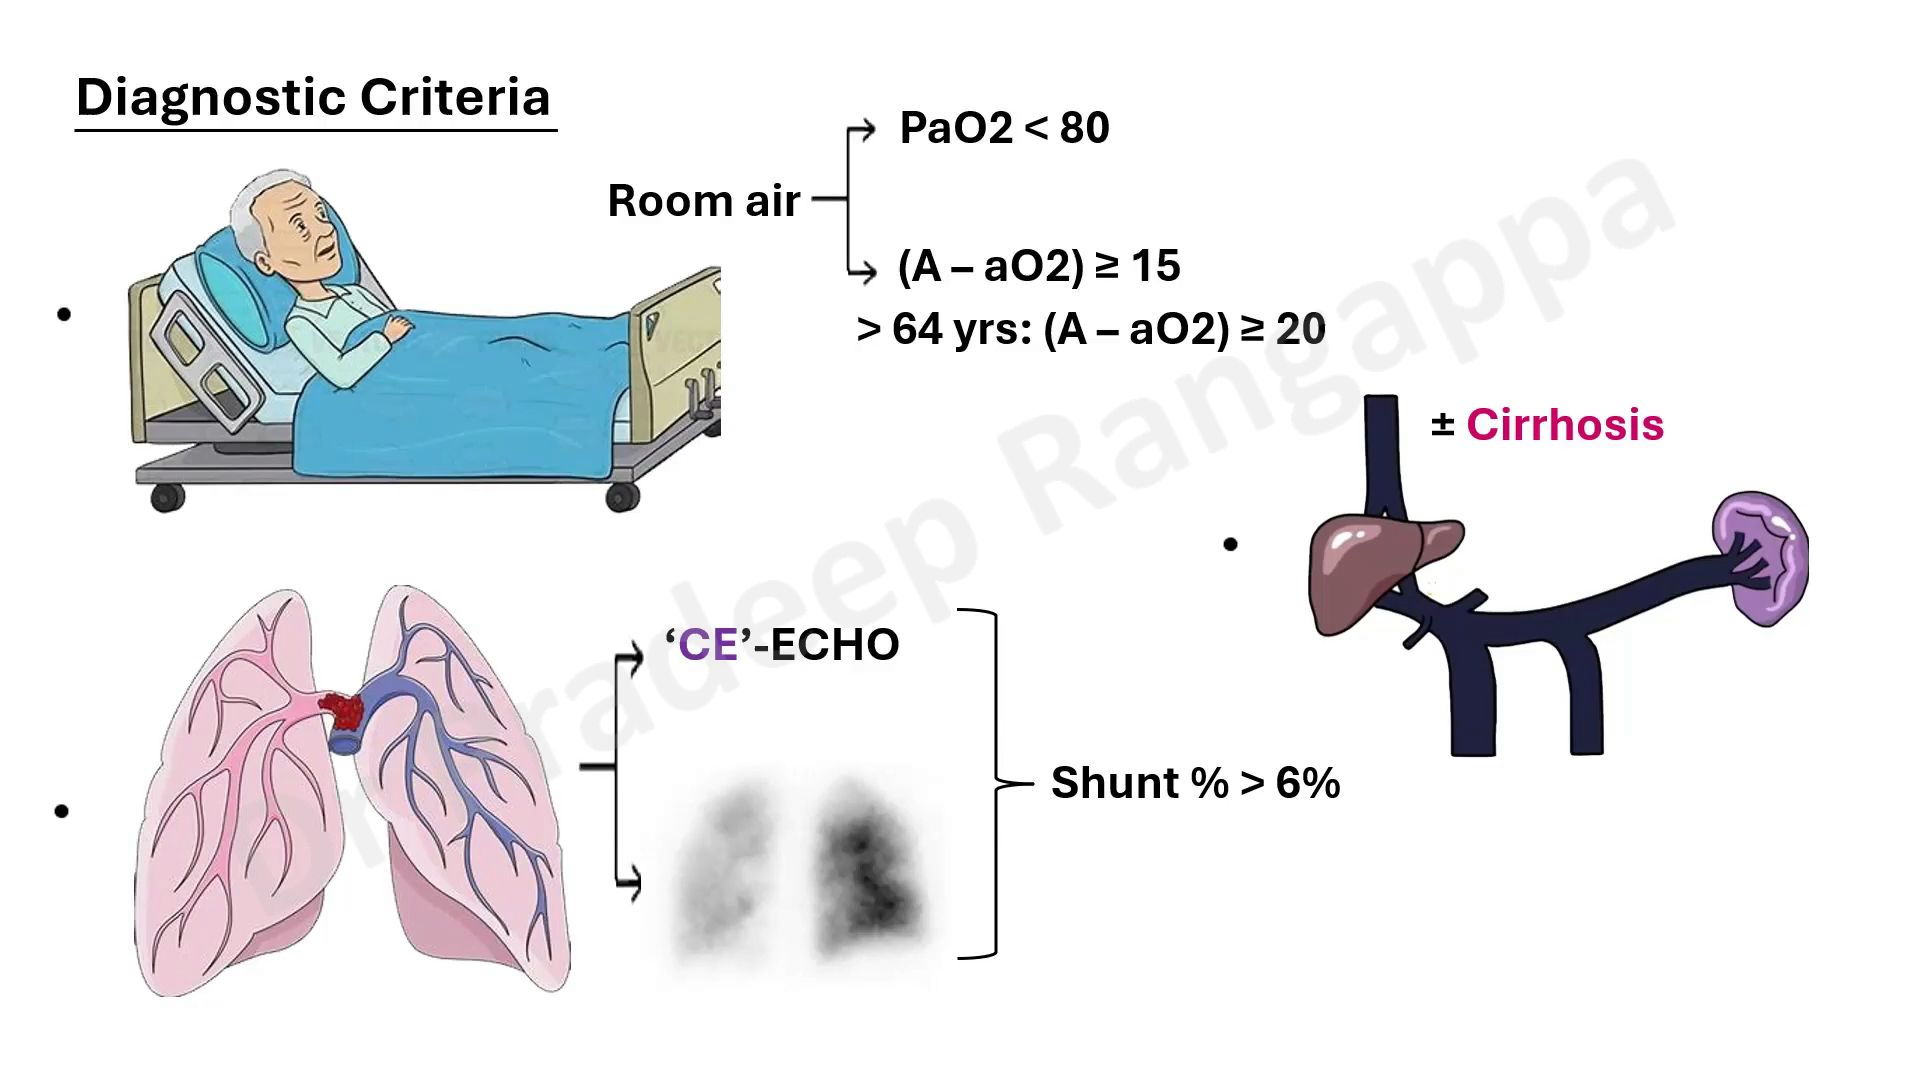 Diagnostic Criteria
PaO2 < 80
Room air
(A – aO2) ≥ 15
> 64 yrs: (A – aO2) ≥ 20
± Cirrhosis
‘CE’-ECHO
Shunt % > 6%
Dr Pradeep Rangappa